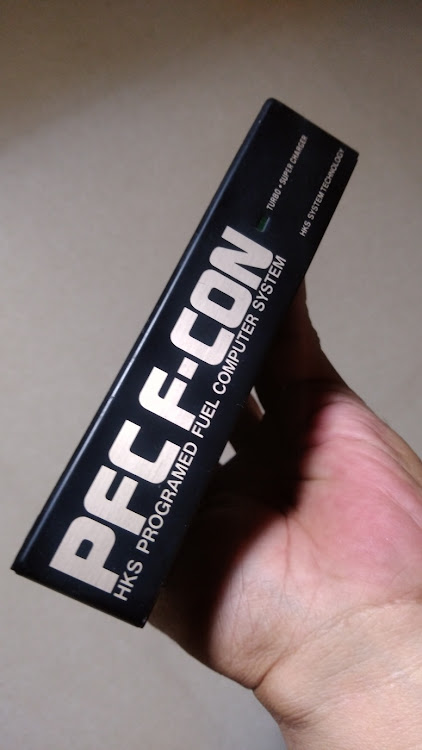 PFC F-CON
HKS PROGRAMED FUEL COMPUTER SYSTEM
TURBO • SUPER CHARGER
HKS SYSTEM TECHNOLOGY